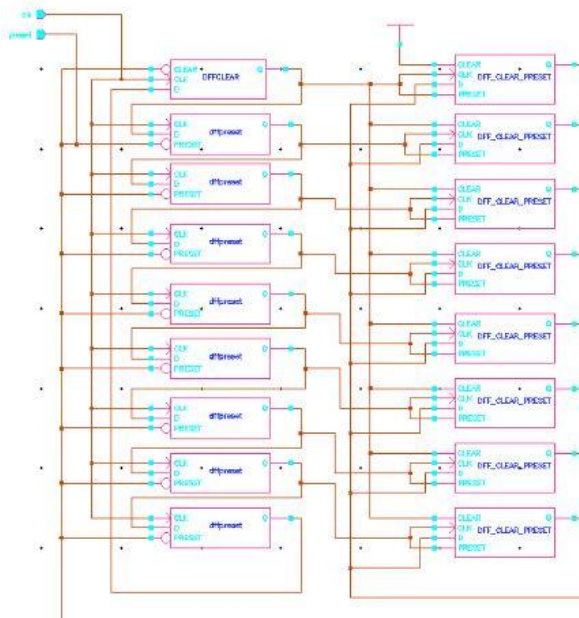 clk
preset
CLEAR Q
CLK DFFCLEAR
D
CLK Q
D dffpreset
PRESET
CLK Q
D dffpreset
PRESET
CLK Q
D dffpreset
PRESET
CLK Q
D dffpreset
PRESET
CLK Q
D dffpreset
PRESET
CLK Q
D dffpreset
PRESET
CLK Q
D dffpreset
PRESET
CLK Q
D dffpreset
PRESET
CLEAR Q
CLK DFF_CLEAR_PRESET
D
PRESET
CLEAR Q
CLK DFF_CLEAR_PRESET
D
PRESET
CLEAR Q
CLK DFF_CLEAR_PRESET
D
PRESET
CLEAR Q
CLK DFF_CLEAR_PRESET
D
PRESET
CLEAR Q
CLK DFF_CLEAR_PRESET
D
PRESET
CLEAR Q
CLK DFF_CLEAR_PRESET
D
PRESET
CLEAR Q
CLK DFF_CLEAR_PRESET
D
PRESET
CLEAR Q
CLK DFF_CLEAR_PRESET
D
PRESET